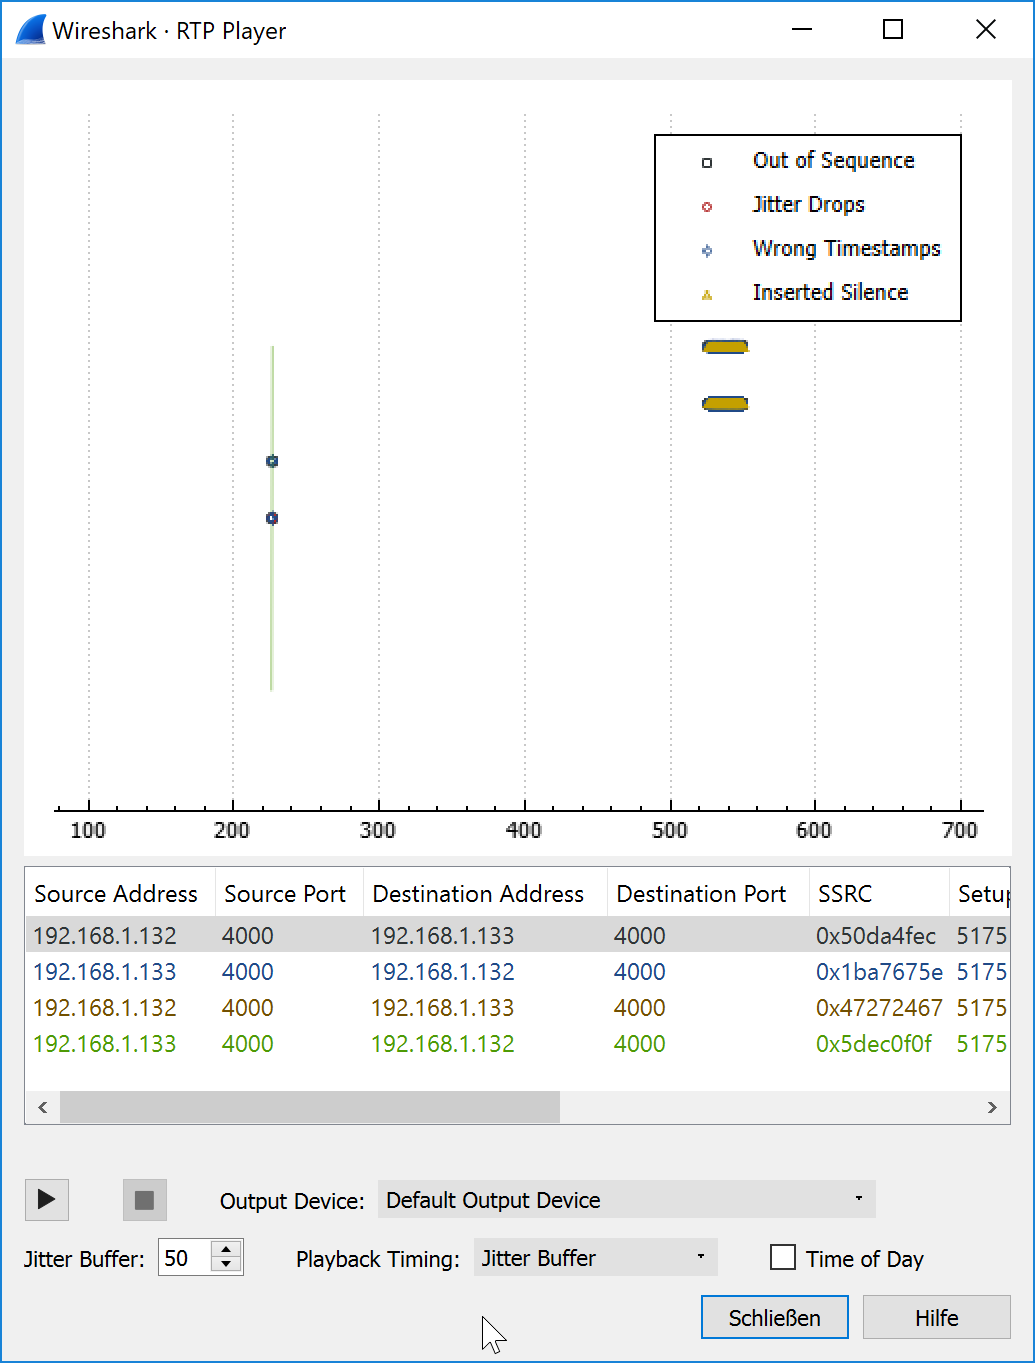 Wireshark · RTP Player
Out of Sequence
Jitter Drops
Wrong Timestamps
Inserted Silence
100 200 300 400 500 600 700
Source Address Source Port Destination Address Destination Port SSRC Setup
192.168.1.132 4000 192.168.1.133 4000 0x50da4fec 5175
192.168.1.133 4000 192.168.1.132 4000 0x1ba7675e 5175
192.168.1.132 4000 192.168.1.133 4000 0x47272467 5175
192.168.1.133 4000 192.168.1.132 4000 0x5dec0f0f 5175
Output Device: Default Output Device
Jitter Buffer: 50 Playback Timing: Jitter Buffer Time of Day
Schließen Hilfe